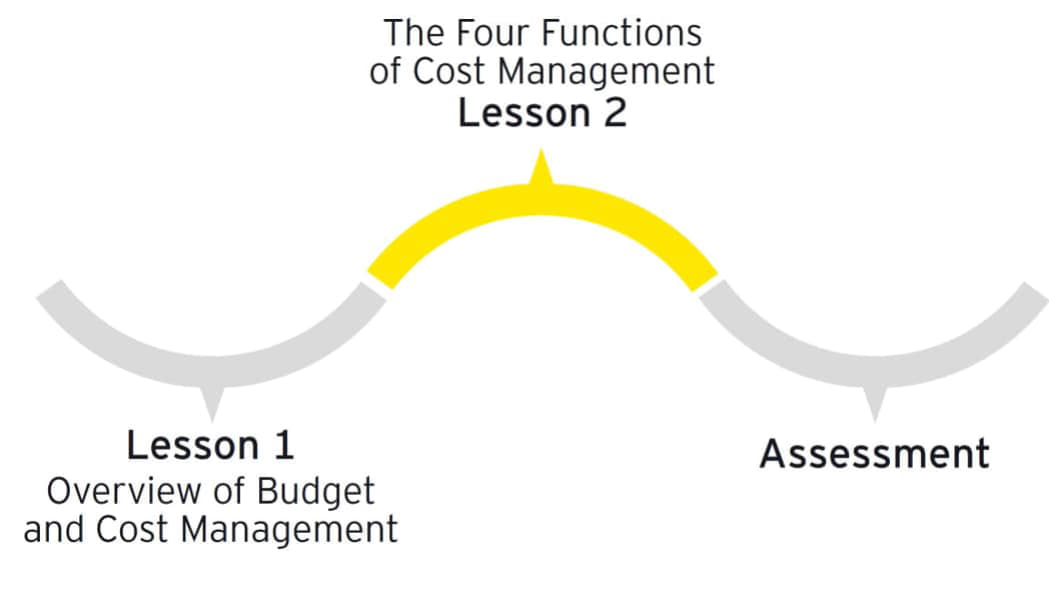 The Four Functions
of Cost Management
Lesson 2
Lesson 1
Overview of Budget
and Cost Management
Assessment